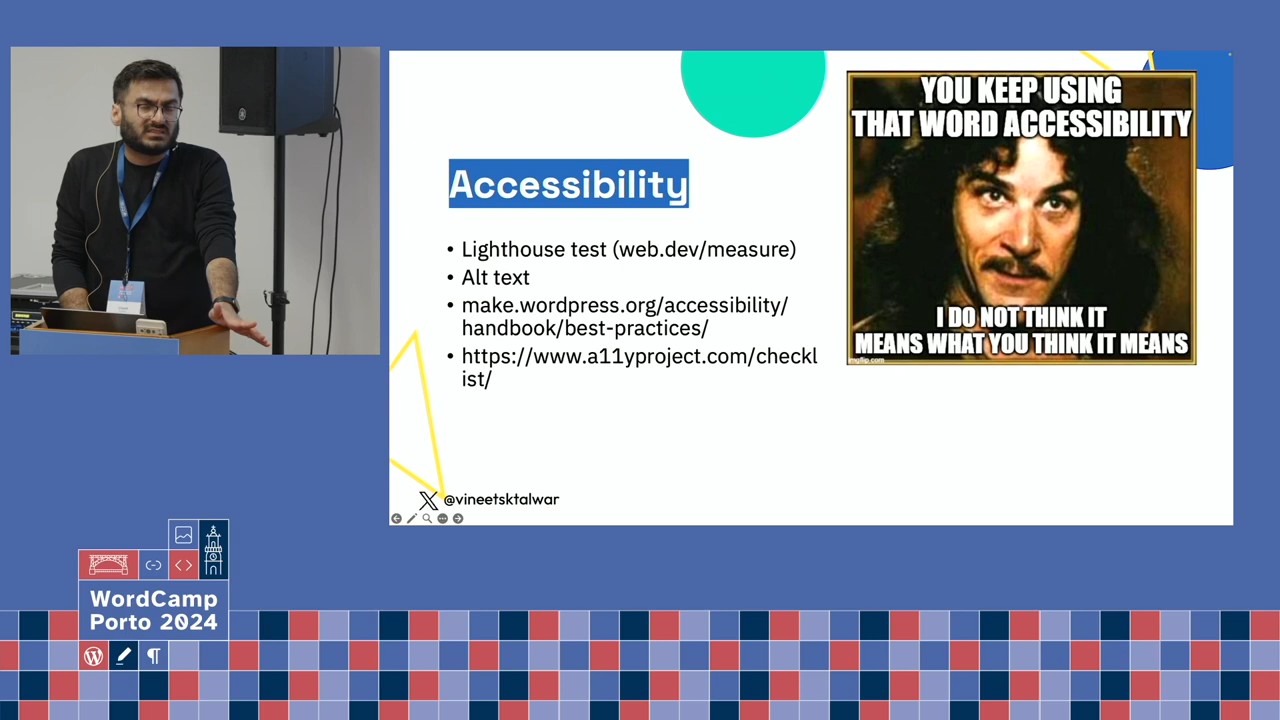 YOU KEEP USING
THAT WORD ACCESSIBILITY
Accessibility
• Lighthouse test (web.dev/measure)
• Alt text
• make.wordpress.org/accessibility/
handbook/best-practices/
• https://www.a11yproject.com/checkl
ist/
I DO NOT THINK IT
MEANS WHAT YOU THINK IT MEANS
imgflip.com
@vineetsktalwar
WordCamp
Porto 2024